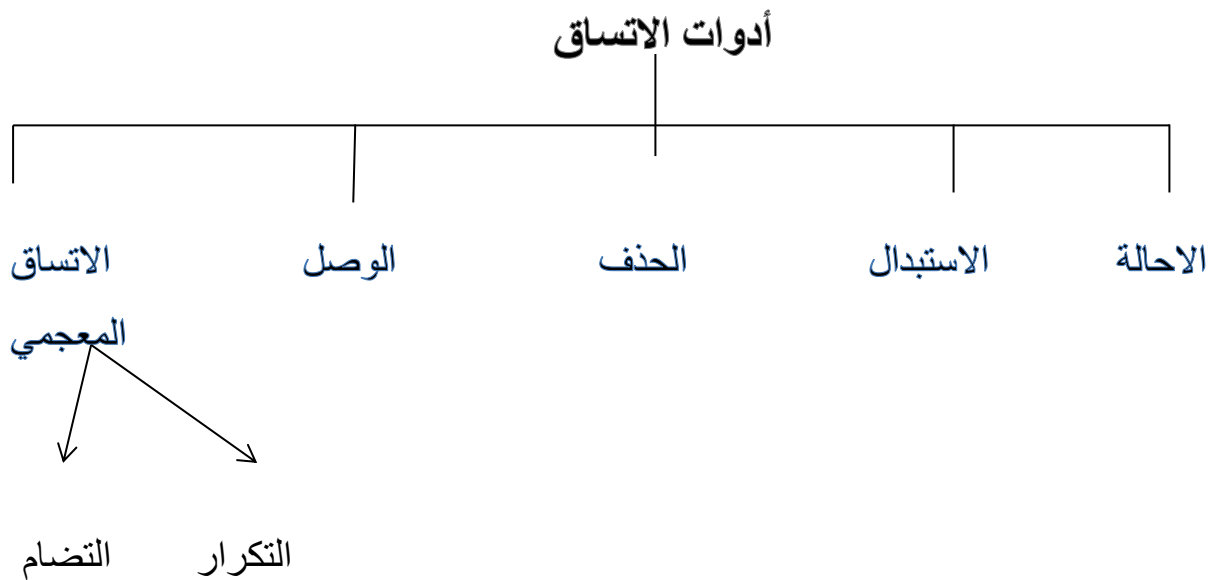 أدوات الاتساق
الاحالة الاستبدال الحذف الوصل الاتساق
المعجمي
التكرار التضام